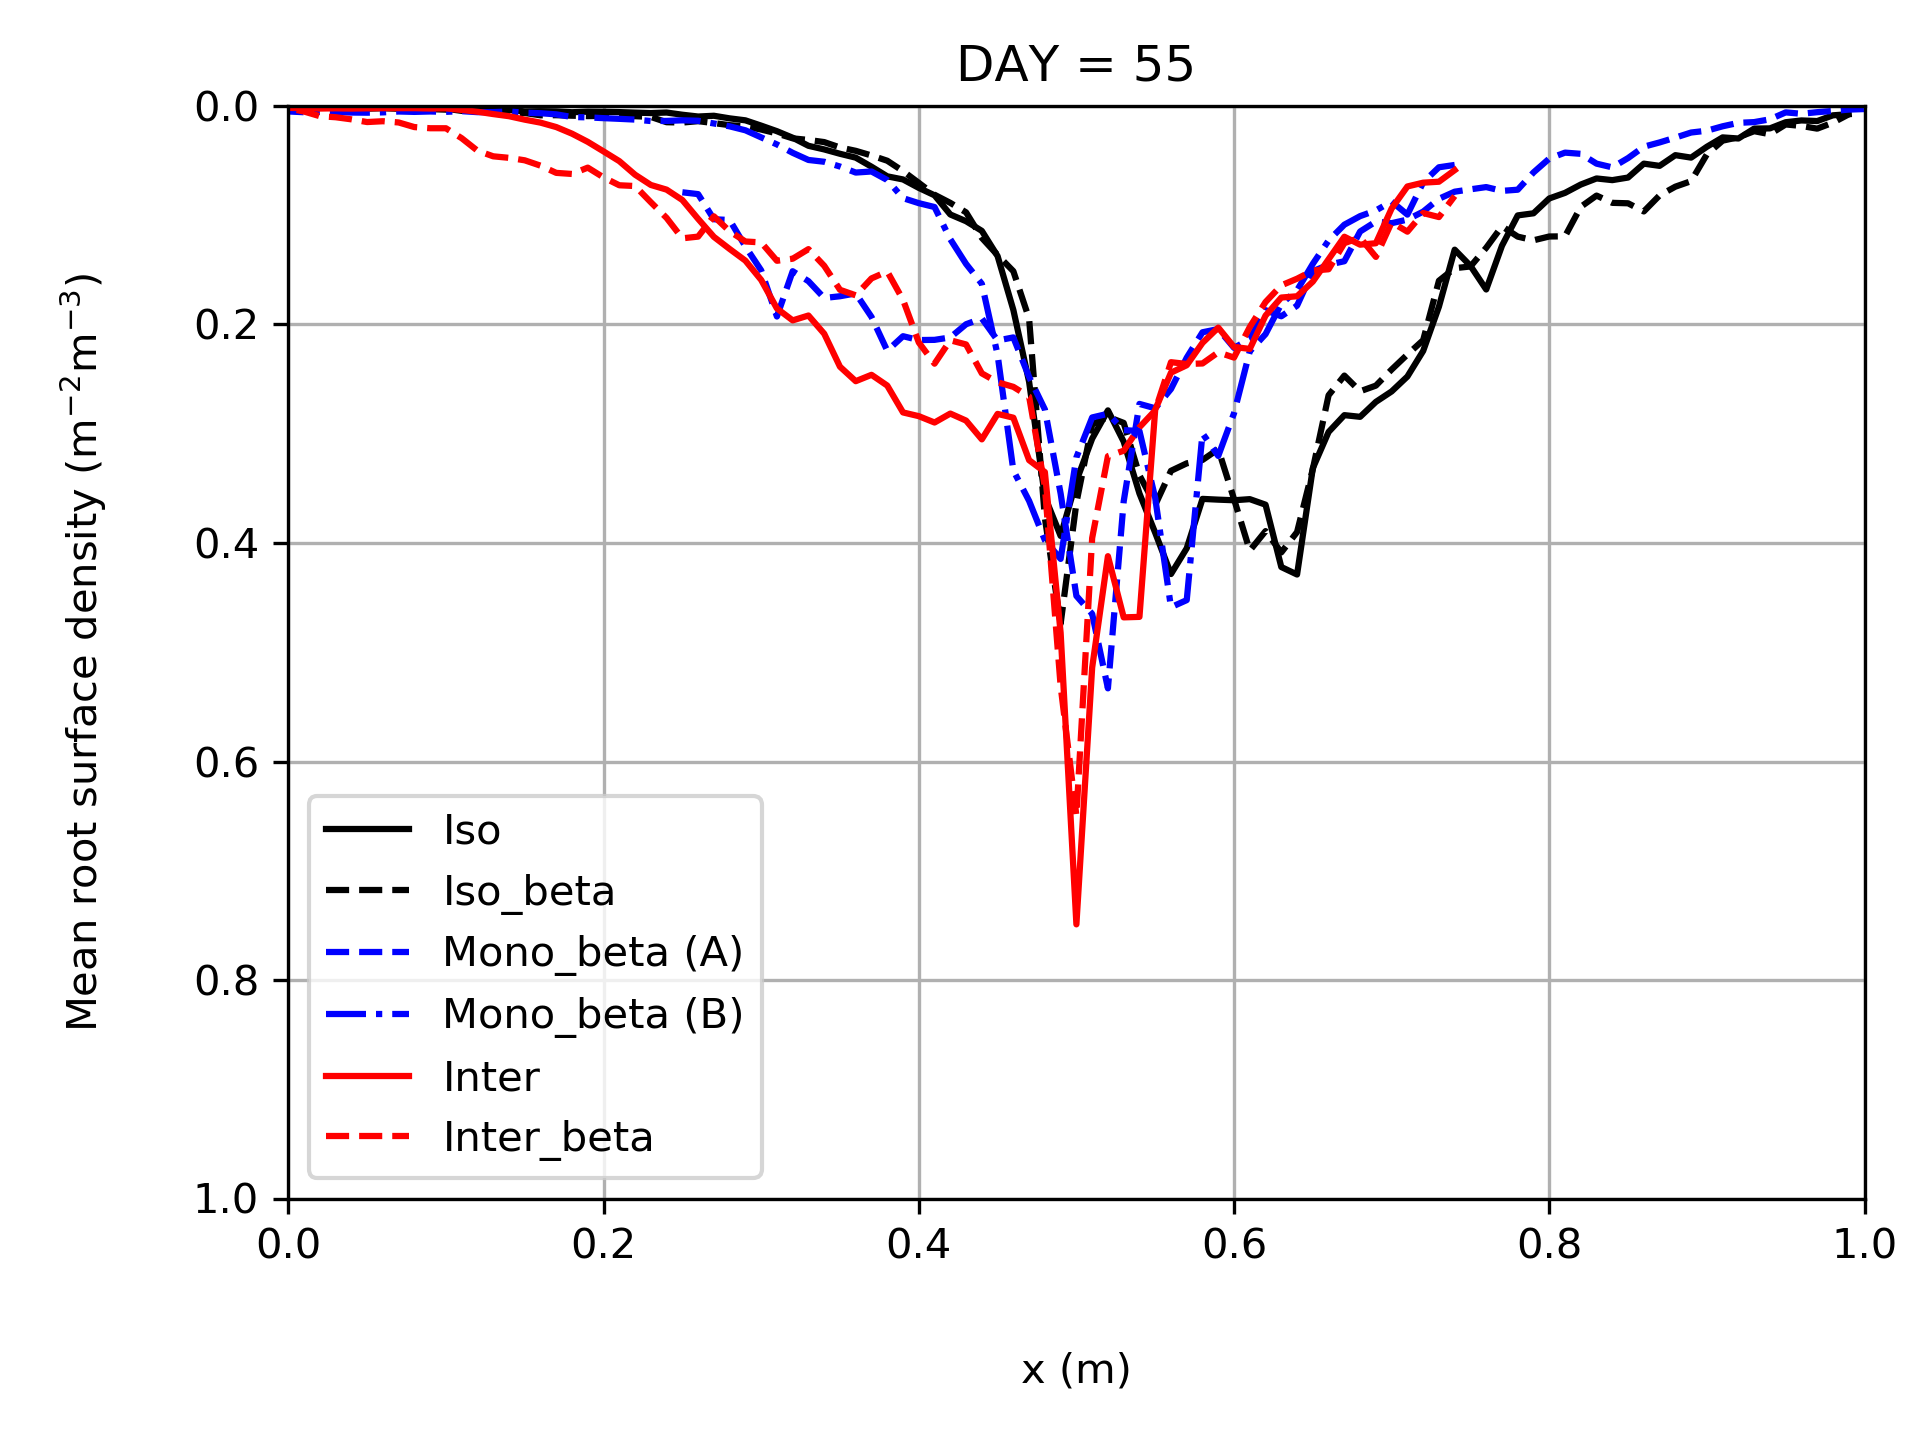 DAY = 55
Mean root surface density (m⁻²m⁻³)
0.0
0.2
0.4
0.6
0.8
1.0
Iso
Iso_beta
Mono_beta (A)
Mono_beta (B)
Inter
Inter_beta
0.0 0.2 0.4 0.6 0.8 1.0
x (m)